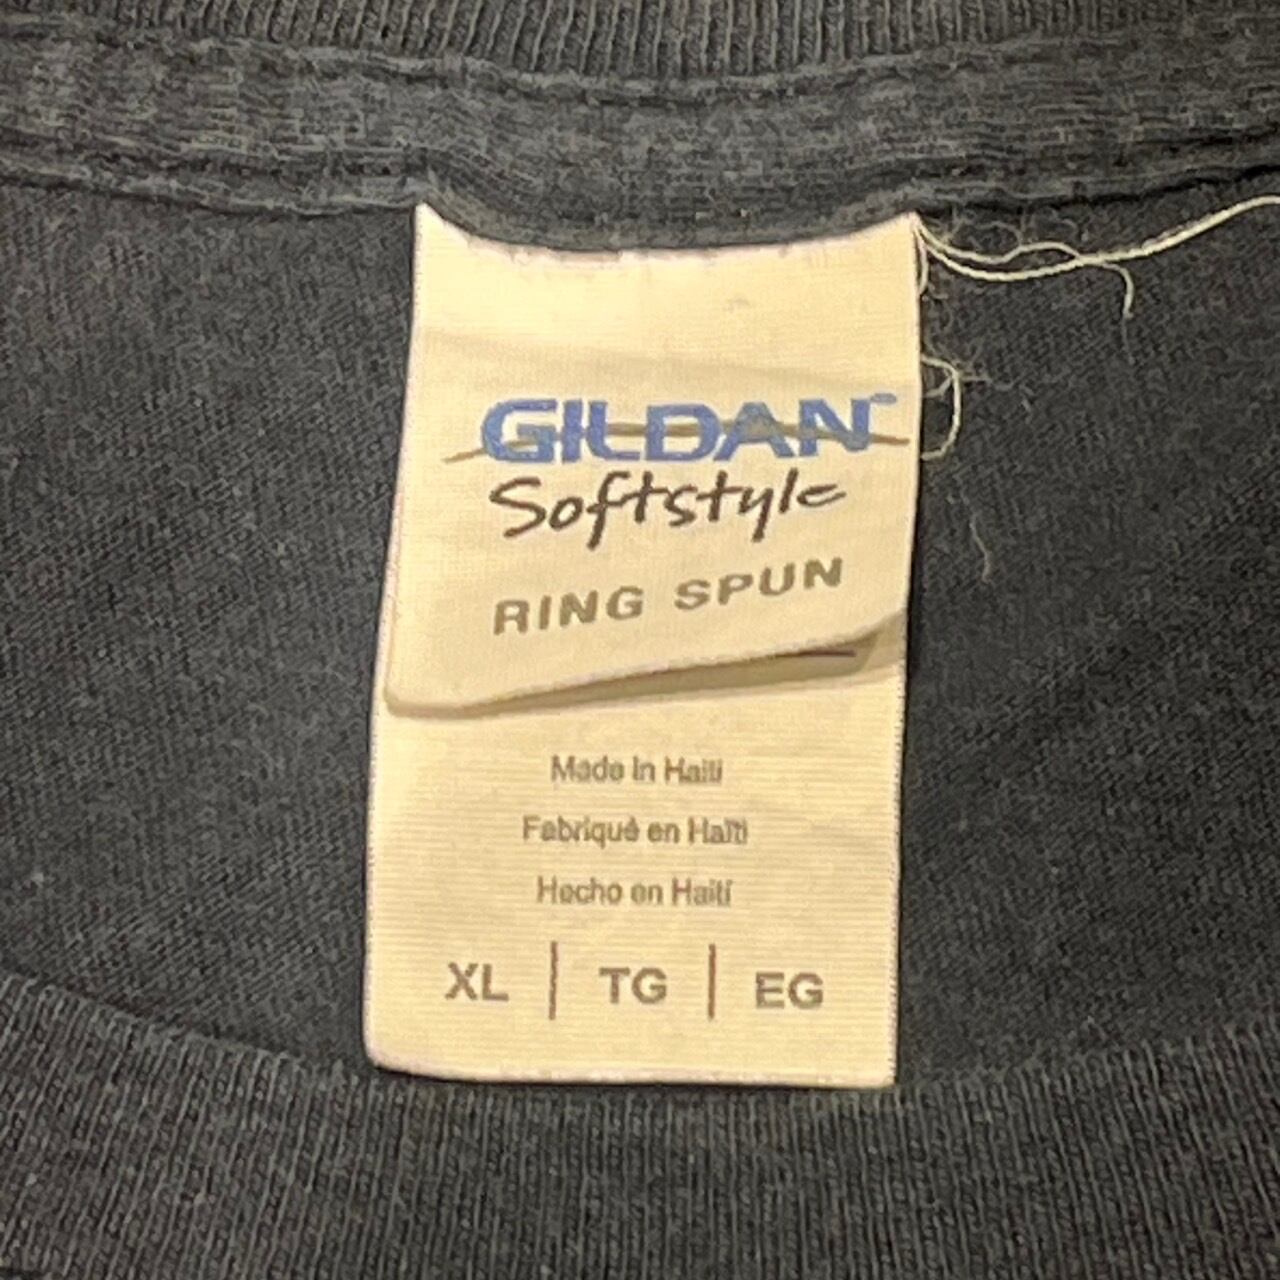 GILDAN
Softstyle
RING SPUN
Made in Haiti
Fabriqué en Haïti
Hecho en Haití
XL | TG | EG